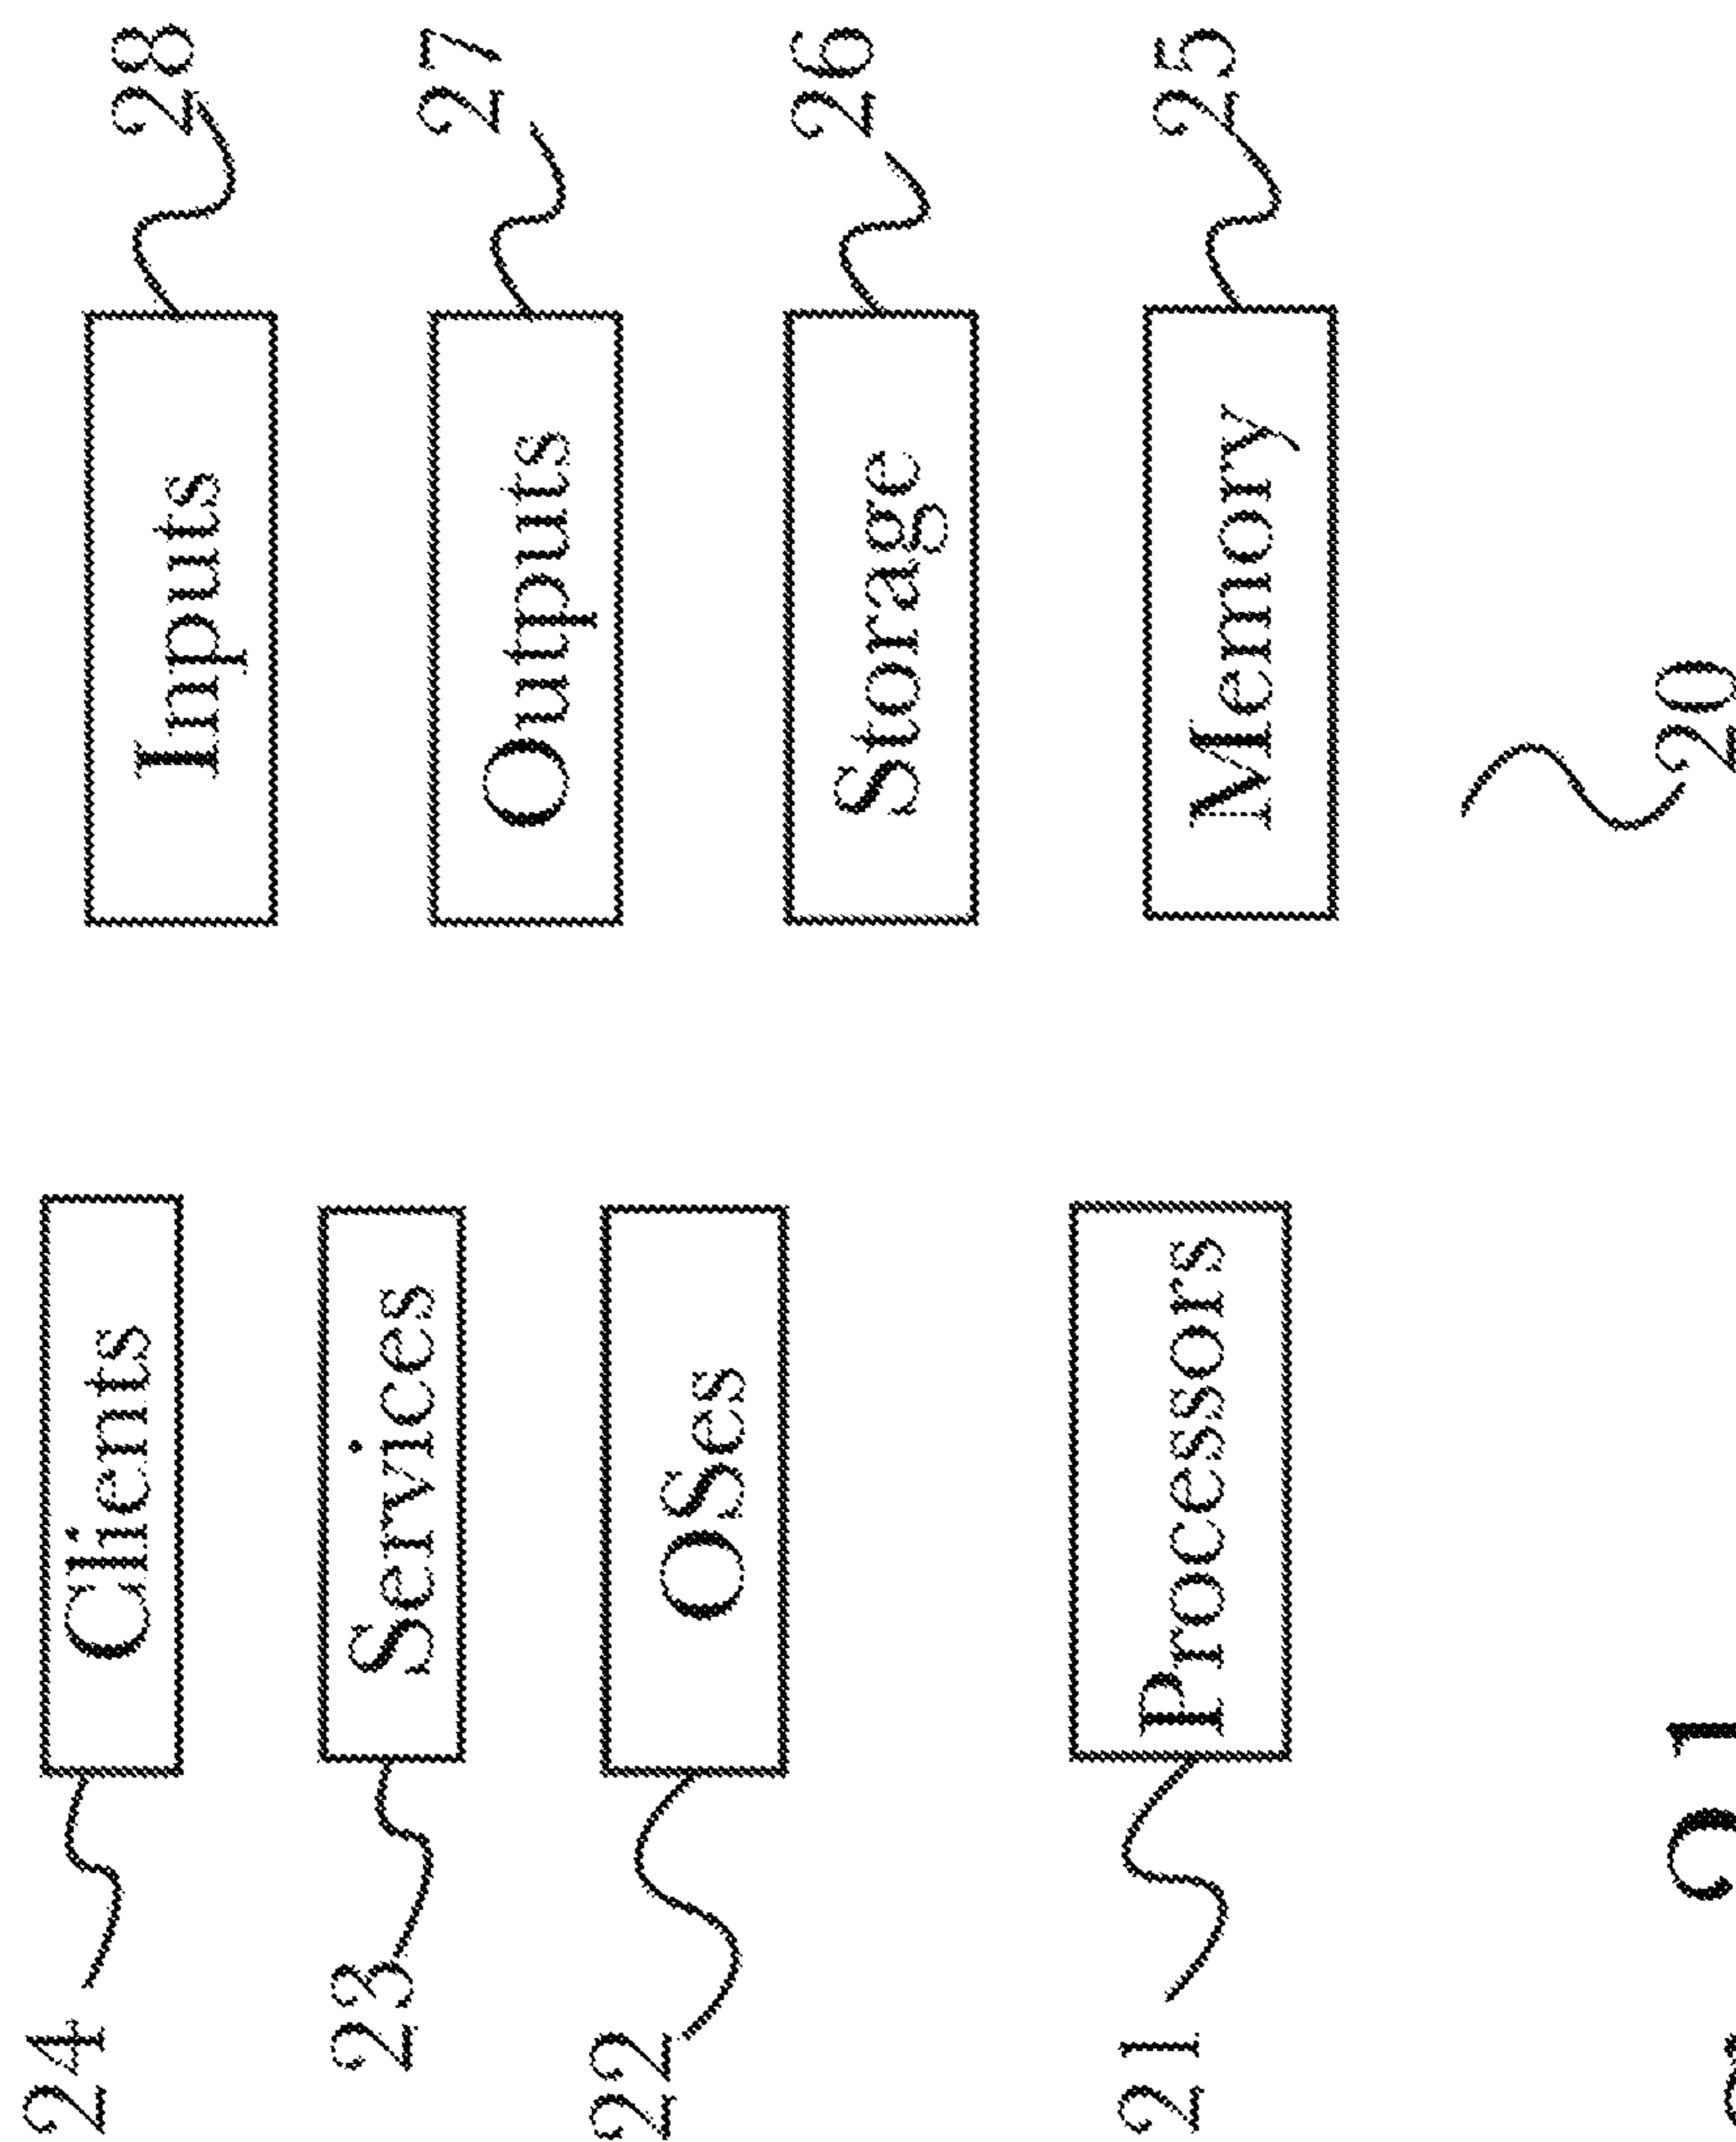 24 Clients
Inputs 28
23 Services
Outputs 27
22 OSes
Storage 26
21 Processors
Memory 25
20